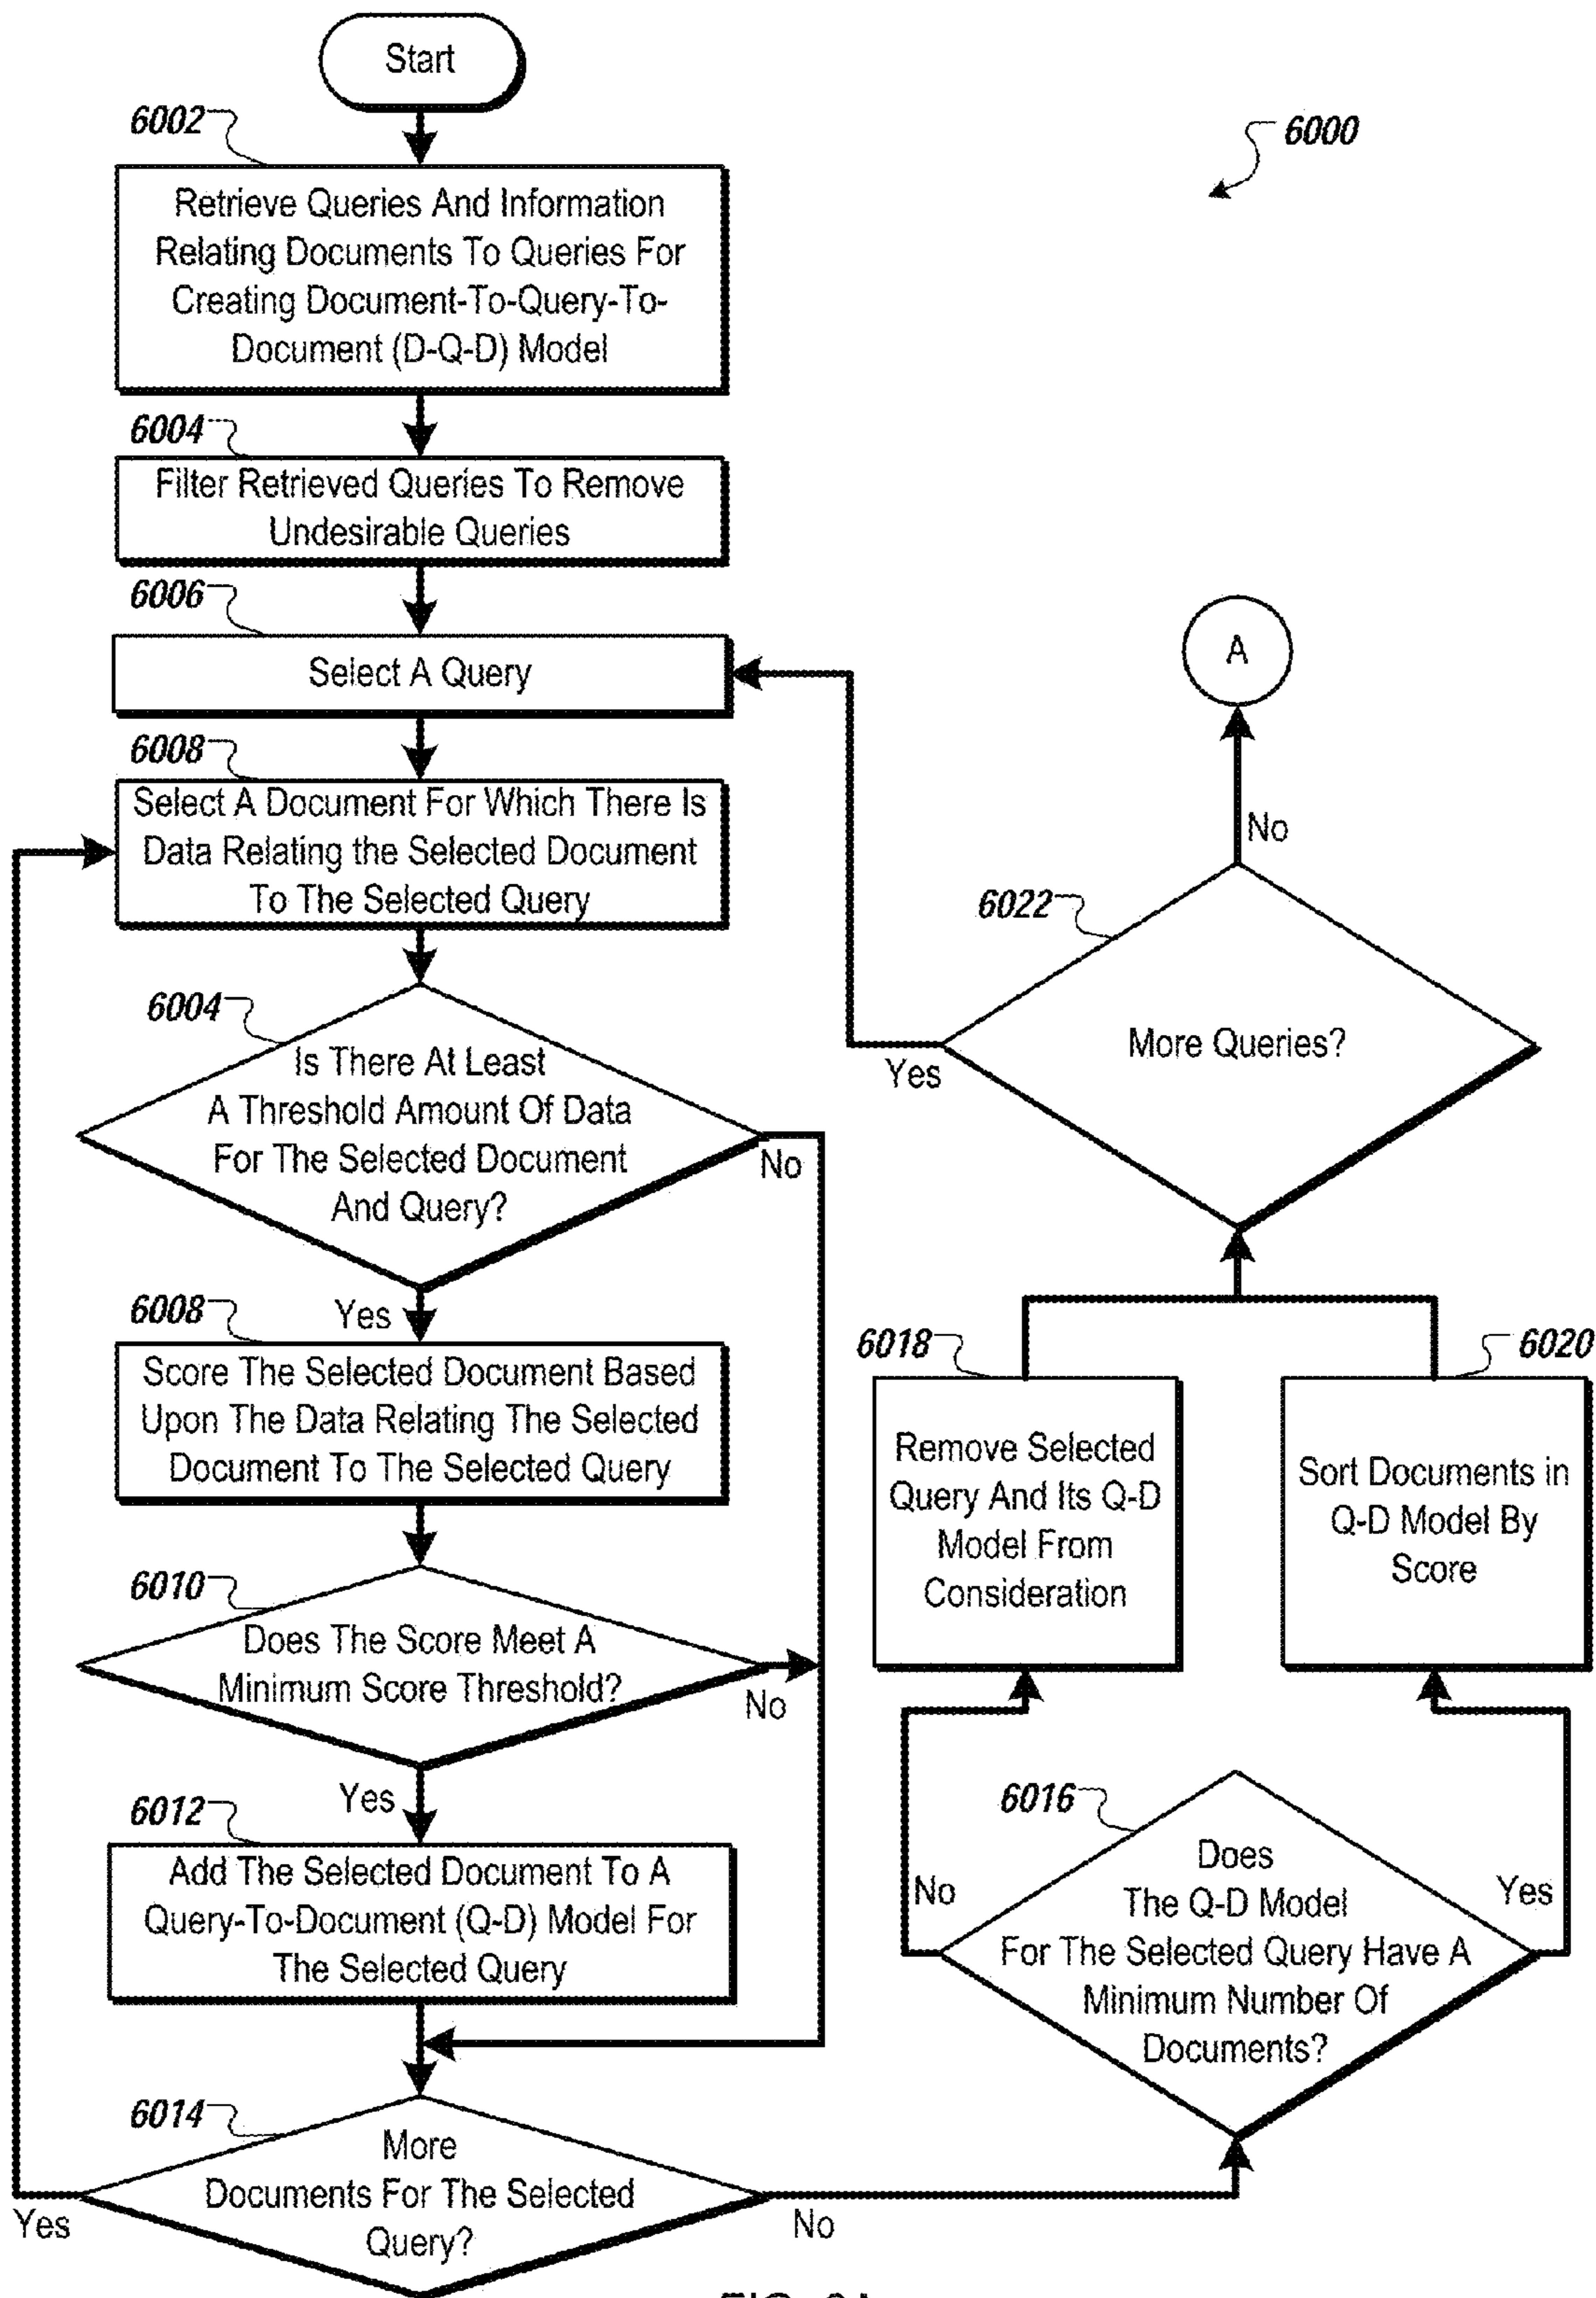 Start
6000
6002
Retrieve Queries And Information
Relating Documents To Queries For
Creating Document-To-Query-To-
Document (D-Q-D) Model
6004
Filter Retrieved Queries To Remove
Undesirable Queries
6006
Select A Query
6008
Select A Document For Which There Is
Data Relating the Selected Document
To The Selected Query
6004
Is There At Least
A Threshold Amount Of Data
For The Selected Document
And Query?
No
Yes
6008
Score The Selected Document Based
Upon The Data Relating The Selected
Document To The Selected Query
6010
Does The Score Meet A
Minimum Score Threshold?
No
Yes
6012
Add The Selected Document To A
Query-To-Document (Q-D) Model For
The Selected Query
6014
More
Documents For The Selected
Query?
Yes
No
6016
Does
The Q-D Model
For The Selected Query Have A
Minimum Number Of
Documents?
No
Yes
6018
Remove Selected
Query And Its Q-D
Model From
Consideration
6020
Sort Documents in
Q-D Model By
Score
6022
More Queries?
Yes
No
A